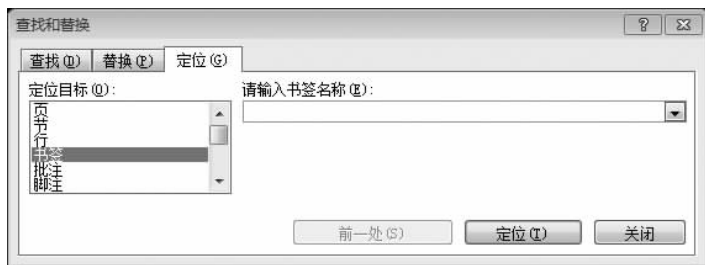 查找和替换
查找(D) 替换(P) 定位(G)
定位目标(O): 请输入书签名称(E):
页
节
行
书签
批注
脚注
前一处(S) 定位(T) 关闭